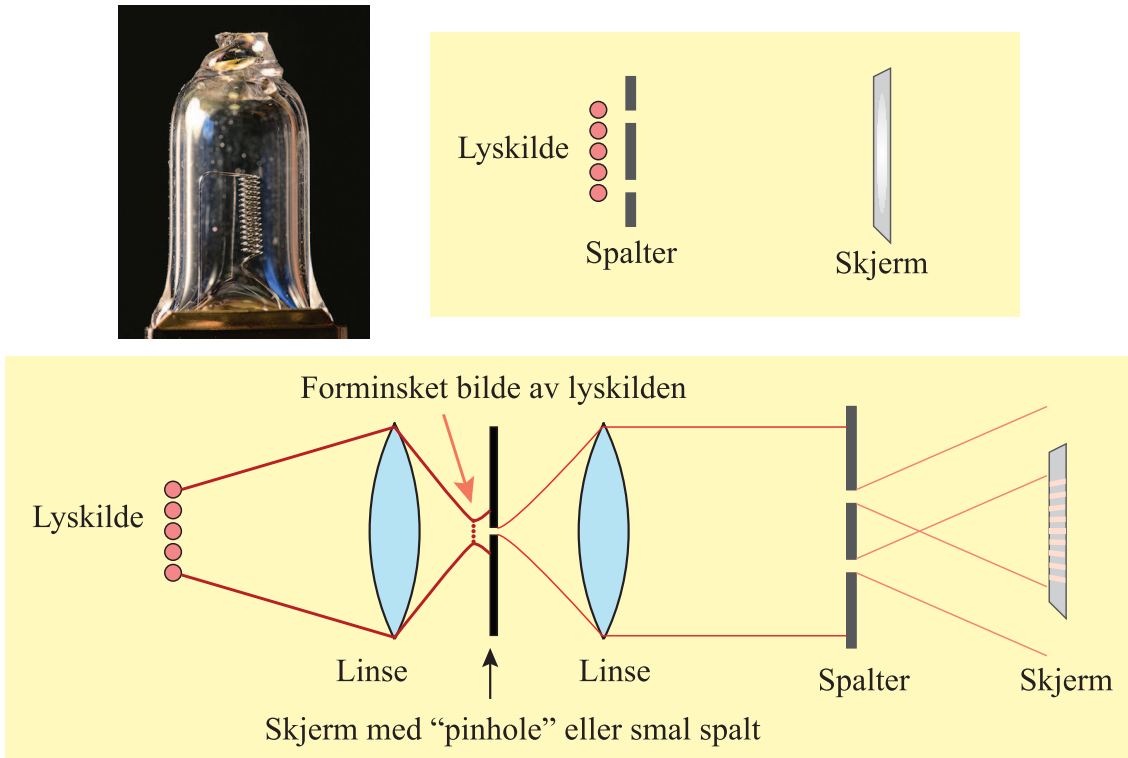 Lyskilde
Spalter
Skjerm
Forminsket bilde av lyskilden
Lyskilde
Linse
Linse
Spalter
Skjerm
Skjerm med “pinhole” eller smal spalt